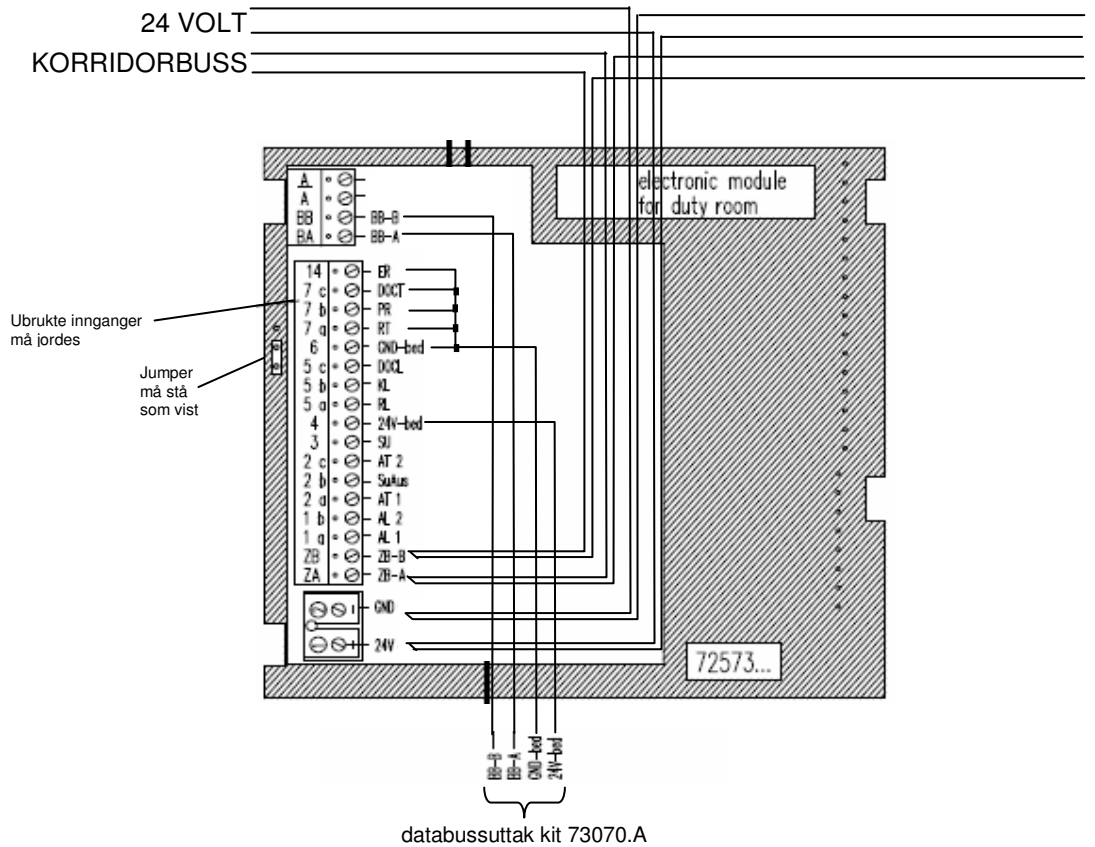 24 VOLT
KORRIDORBUSS
electronic module
for duty room
A
A
BB BB-B
BA BB-A
14 ER
7 c DOCT
7 b PR
7 a RT
6 GND-bed
5 c DOCL
5 b KL
5 a RL
4 24V-bed
3 SU
2 c AT 2
2 b SuAus
2 a AT 1
1 b AL 2
1 a AL 1
ZB ZB-B
ZA ZB-A
GND
24V
Ubrukte innganger
må jordes
Jumper
må stå
som vist
72573...
BB-B
BB-A
GND-bed
24V-bed
databussuttak kit 73070.A